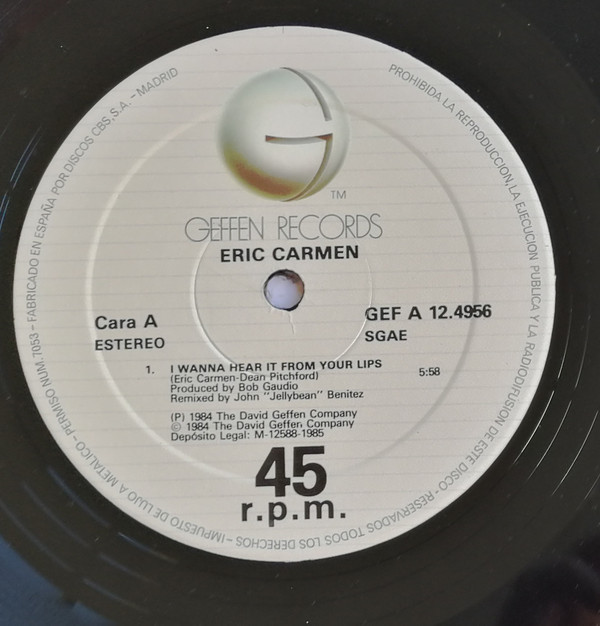 TM
GEFFEN RECORDS
ERIC CARMEN
Cara A
ESTEREO
GEF A 12.4956
SGAE
1. I WANNA HEAR IT FROM YOUR LIPS 5:58
(Eric Carmen-Dean Pitchford)
Produced by Bob Gaudio
Remixed by John "Jellybean" Benitez
(P) 1984 The David Geffen Company
© 1984 The David Geffen Company
Depósito Legal: M-12588-1985
45
r.p.m.
PROHIBIDA LA REPRODUCCION, LA EJECUCION PUBLICA Y LA RADIODIFUSION DE ESTE DISCO - RESERVADOS TODOS LOS DERECHOS - IMPUESTO DE LUJO A METALICO - PERMISO NUM. 7053 - FABRICADO EN ESPAÑA POR DISCOS CBS, S.A. - MADRID